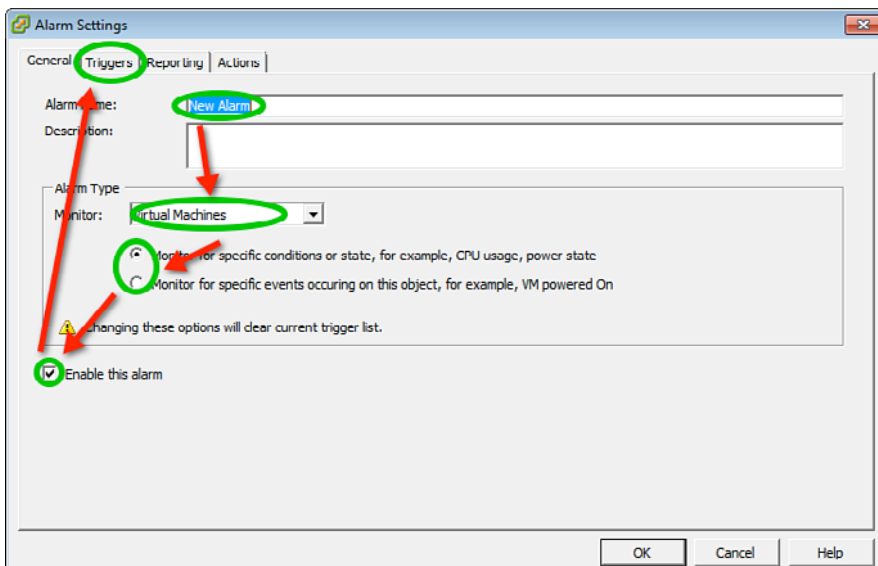 Alarm Settings
General Triggers Reporting Actions
Alarm Name: New Alarm
Description:
Alarm Type
Monitor: Virtual Machines
Monitor for specific conditions or state, for example, CPU usage, power state
Monitor for specific events occuring on this object, for example, VM powered On
Changing these options will clear current trigger list.
Enable this alarm
OK Cancel Help